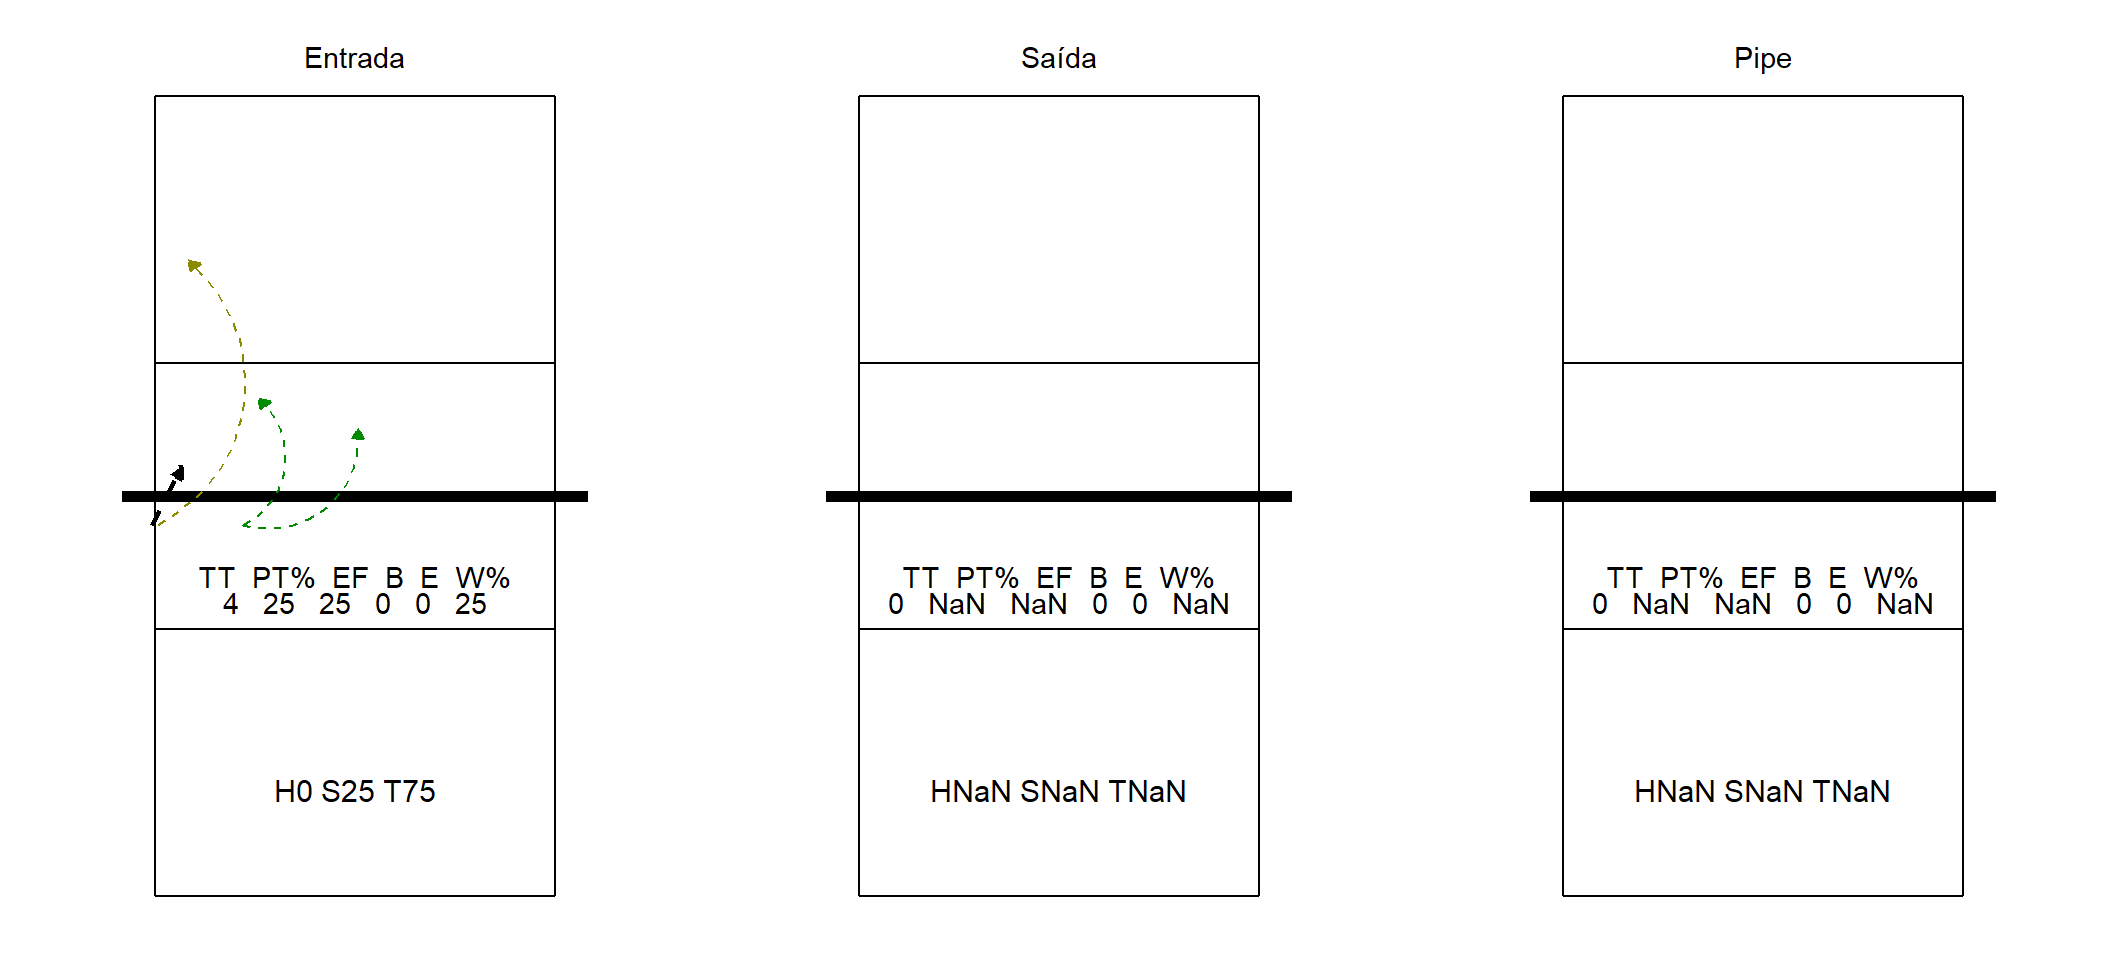 Entrada
TT PT% EF B E W%
4 25 25 0 0 25
H0 S25 T75
Saída
TT PT% EF B E W%
0 NaN NaN 0 0 NaN
HNaN SNaN TNaN
Pipe
TT PT% EF B E W%
0 NaN NaN 0 0 NaN
HNaN SNaN TNaN